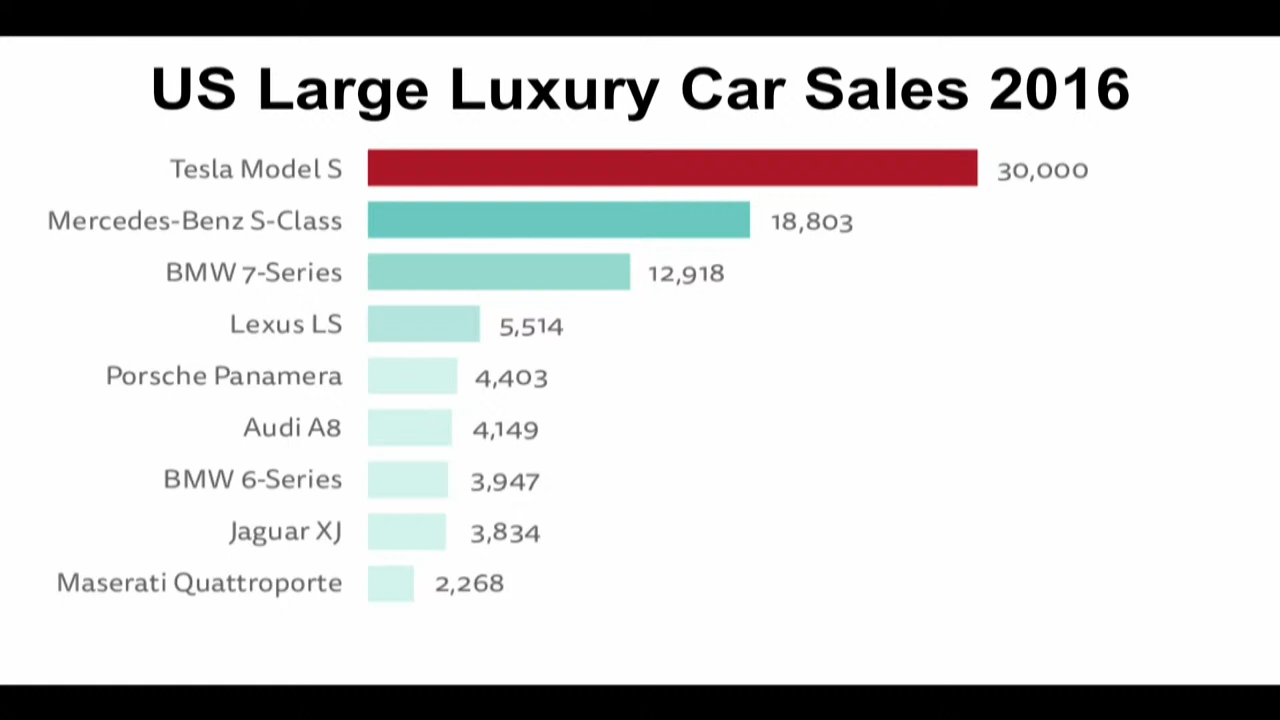 US Large Luxury Car Sales 2016
Tesla Model S 30,000
Mercedes-Benz S-Class 18,803
BMW 7-Series 12,918
Lexus LS 5,514
Porsche Panamera 4,403
Audi A8 4,149
BMW 6-Series 3,947
Jaguar XJ 3,834
Maserati Quattroporte 2,268